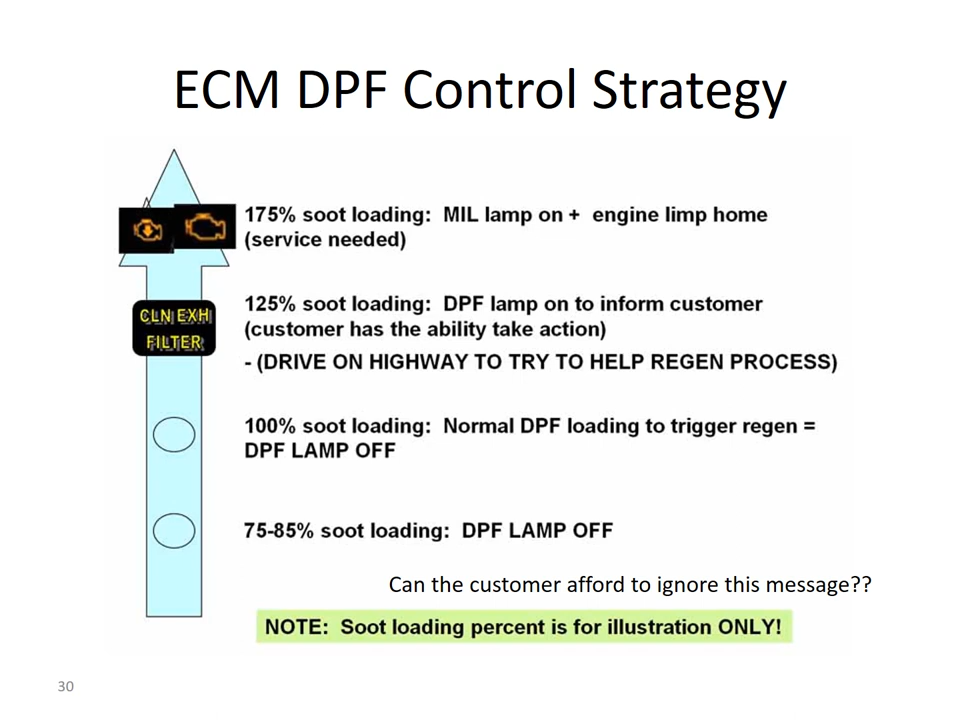 ECM DPF Control Strategy
175% soot loading:  MIL lamp on +  engine limp home
(service needed)
CLN EXH
FILTER
125% soot loading:  DPF lamp on to inform customer
(customer has the ability take action)
- (DRIVE ON HIGHWAY TO TRY TO HELP REGEN PROCESS)
100% soot loading:  Normal DPF loading to trigger regen =
DPF LAMP OFF
75-85% soot loading:  DPF LAMP OFF
Can the customer afford to ignore this message??
NOTE:  Soot loading percent is for illustration ONLY!
30